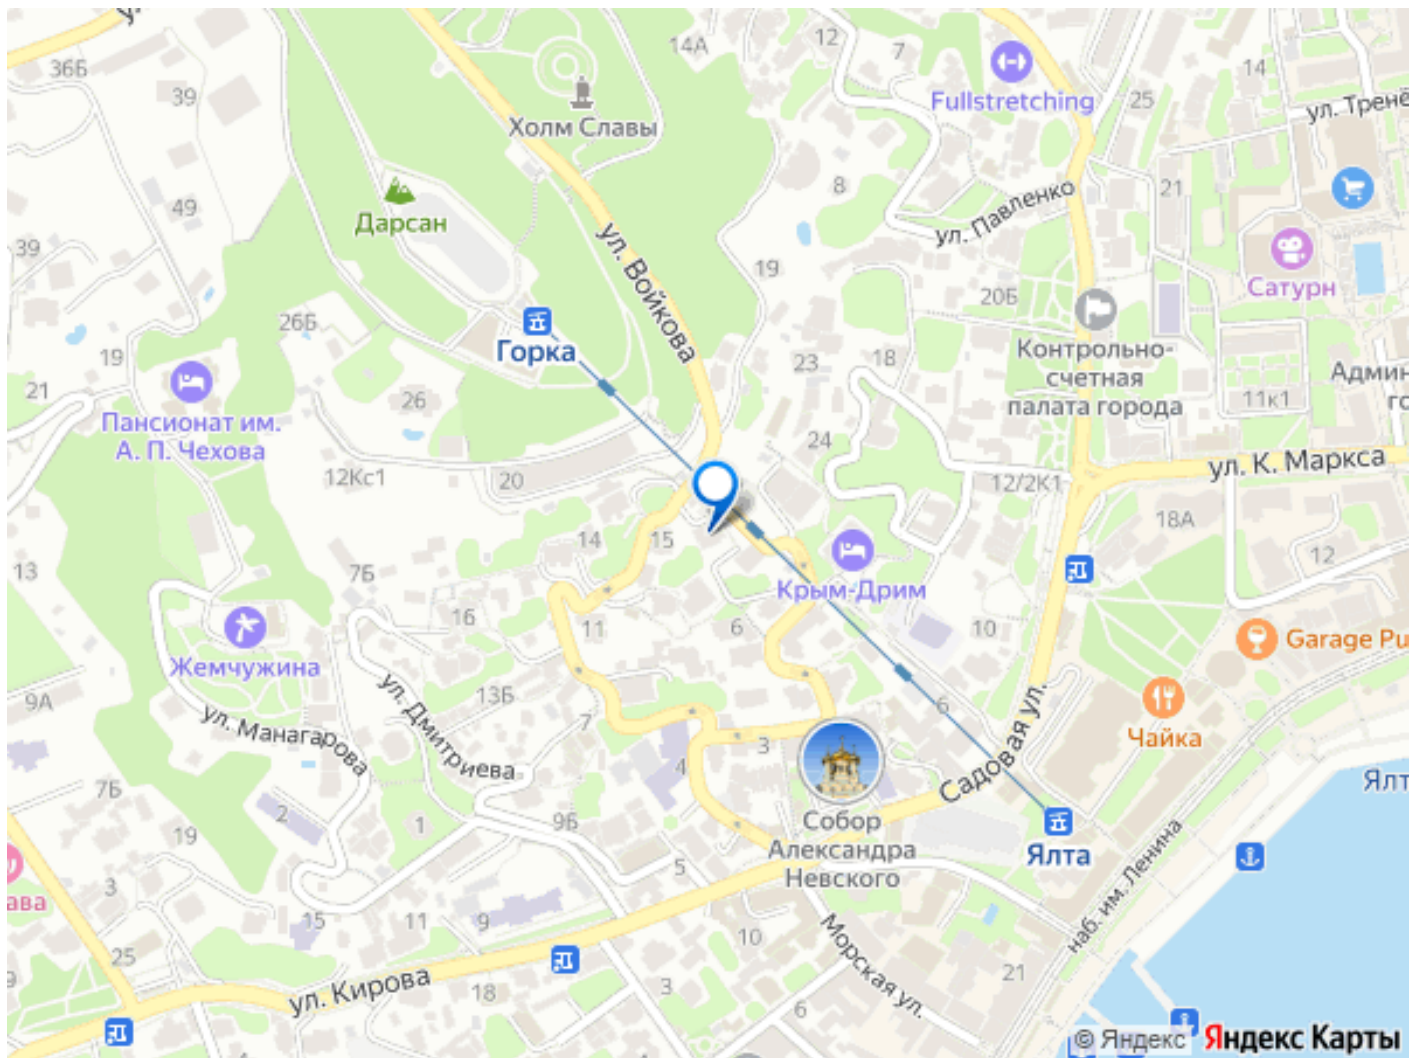 ул.
14А
12
7
14
36Б
39
Fullstretching
25
ул. Тренё
Холм Славы
49
Дарсан
8
21
ул. Павленко
39
ул. Войкова
19
Сатурн
20Б
26Б
Горка
19
Контрольно-
счетная
палата города
23
18
Админ
го
21
26
11к1
Пансионат им.
А. П. Чехова
24
ул. К. Маркса
12Кс1
20
12/2К1
18А
14
15
12
13
7Б
Крым-Дрим
16
11
6
10
Garage Pu
Жемчужина
9А
13Б
6
ул. Манагарова
ул. Дмитриева
7
Садовая ул.
Чайка
3
4
Ялт
7Б
2
19
1
9Б
Собор
Александра
Невского
Ялта
наб. им. Ленина
5
3
ава
15
11
9
10
Морская ул.
25
9
ул. Кирова
18
3
6
21
© Яндекс Яндекс Карты